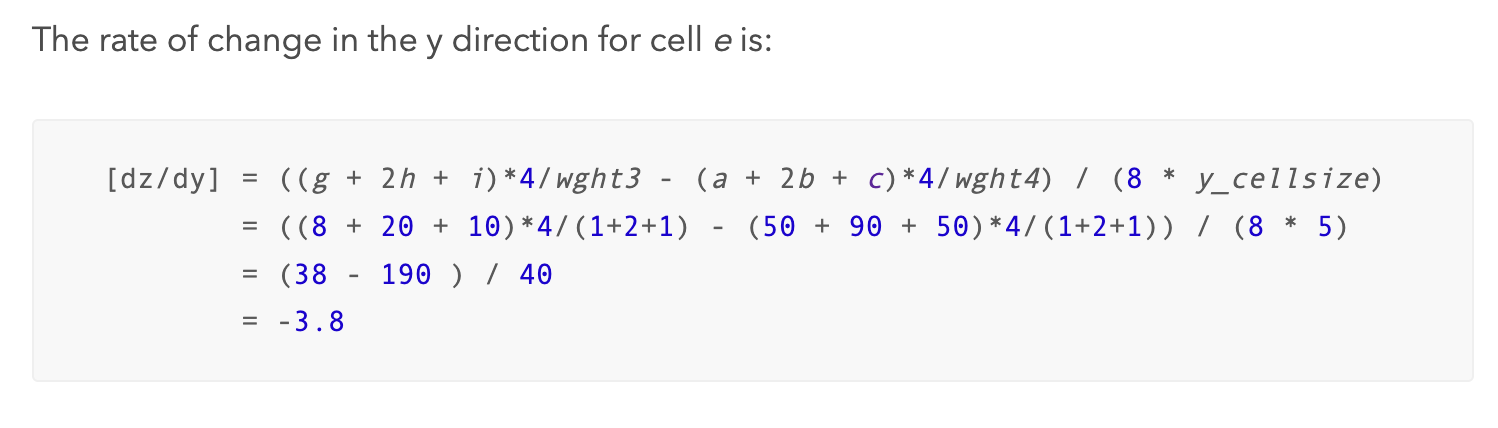 The rate of change in the y direction for cell e is:
[dz/dy] = ((g + 2h + i)*4/wght3 - (a + 2b + c)*4/wght4) / (8 * y_cellsize)
= ((8 + 20 + 10)*4/(1+2+1) - (50 + 90 + 50)*4/(1+2+1)) / (8 * 5)
= (38 - 190 ) / 40
= -3.8